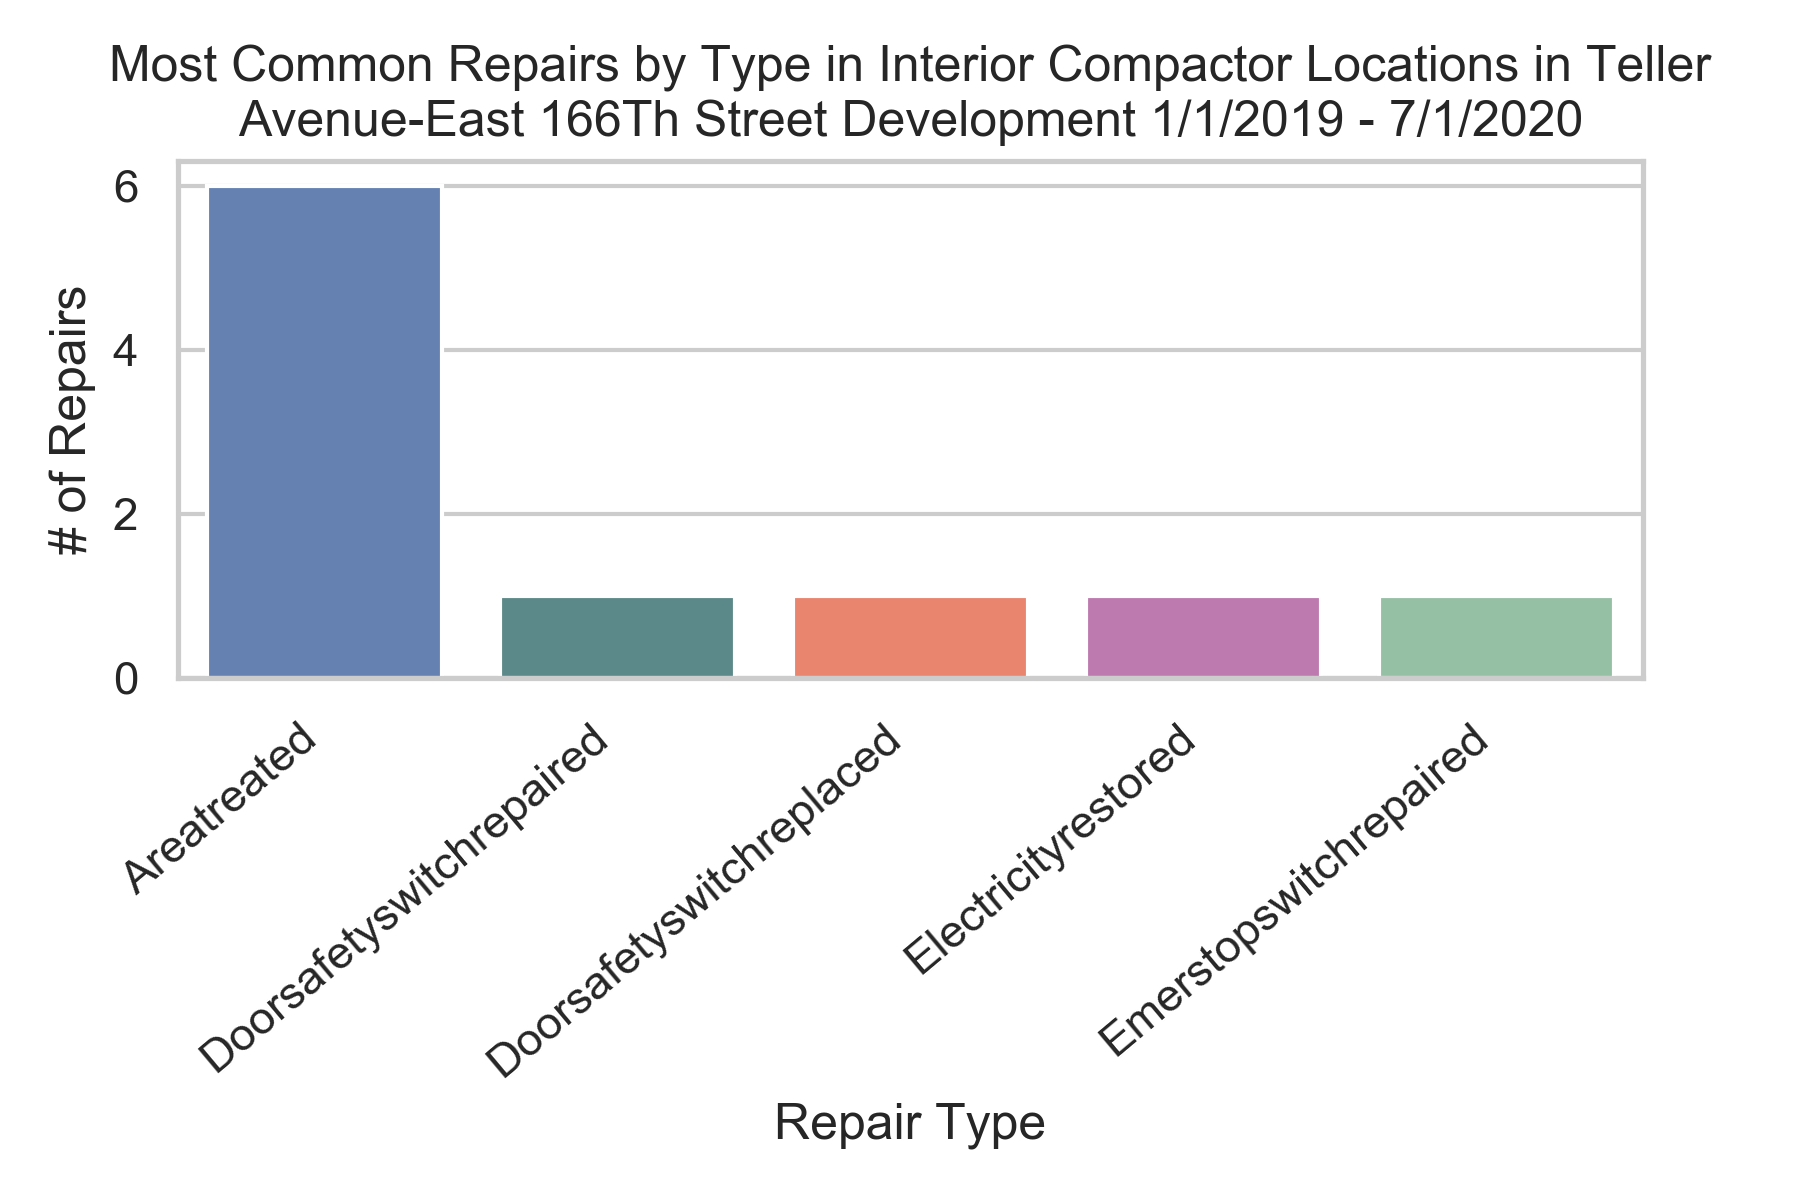 Most Common Repairs by Type in Interior Compactor Locations in Teller
Avenue-East 166Th Street Development 1/1/2019 - 7/1/2020
6
4
2
0
# of Repairs
Areatreated
Doorsafetyswitchrepaired
Doorsafetyswitchreplaced
Electricityrestored
Emerstopswitchrepaired
Repair Type